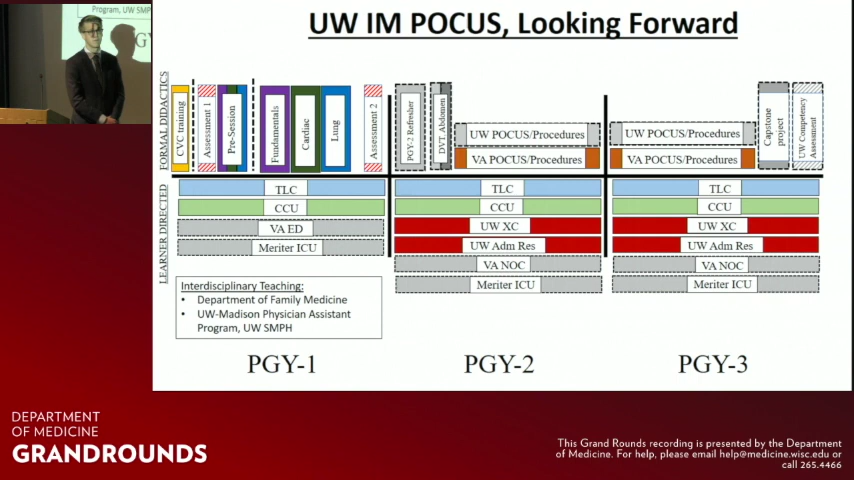 Program, UW SMPH
UW IM POCUS, Looking Forward
FORMAL DIDACTICS
CVC training
Assessment 1
Pre-Session
Fundamentals
Cardiac
Lung
Assessment 2
PGY-2 Refresher
DVT, Abdomen
UW POCUS/Procedures
VA POCUS/Procedures
UW POCUS/Procedures
VA POCUS/Procedures
Capstone
project
UW Competency
Assessment
LEARNER DIRECTED
TLC
CCU
VA ED
Meriter ICU
TLC
CCU
UW XC
UW Adm Res
VA NOC
Meriter ICU
TLC
CCU
UW XC
UW Adm Res
VA NOC
Meriter ICU
Interdisciplinary Teaching:
• Department of Family Medicine
• UW-Madison Physician Assistant
Program, UW SMPH
PGY-1
PGY-2
PGY-3
DEPARTMENT
OF MEDICINE
GRANDROUNDS
This Grand Rounds recording is presented by the Department
of Medicine. For help, please email help@medicine.wisc.edu or
call 265.4466